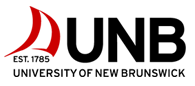 UNB
EST. 1785
UNIVERSITY OF NEW BRUNSWICK